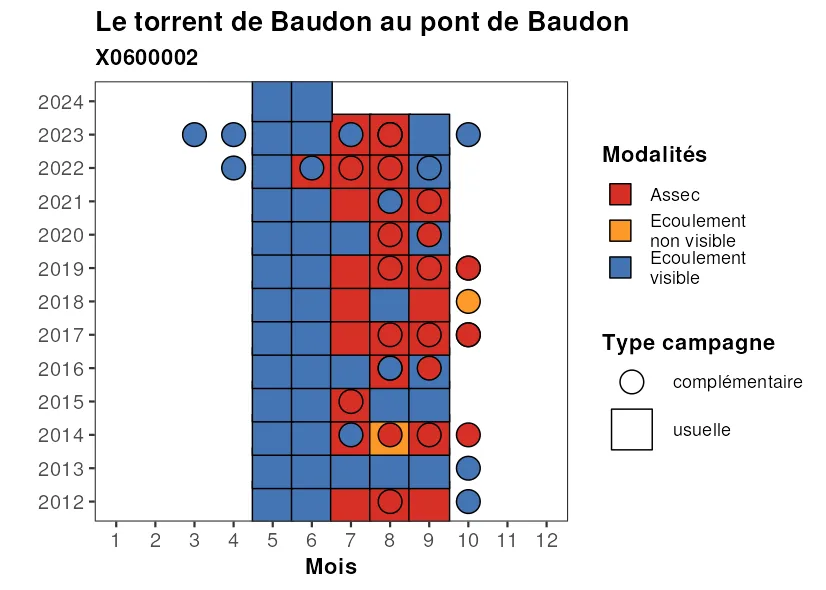 Le torrent de Baudon au pont de Baudon
X0600002
2024
2023
2022
2021
2020
2019
2018
2017
2016
2015
2014
2013
2012
1 2 3 4 5 6 7 8 9 10 11 12
Mois
Modalités
Assec
Ecoulement
non visible
Ecoulement
visible
Type campagne
complémentaire
usuelle